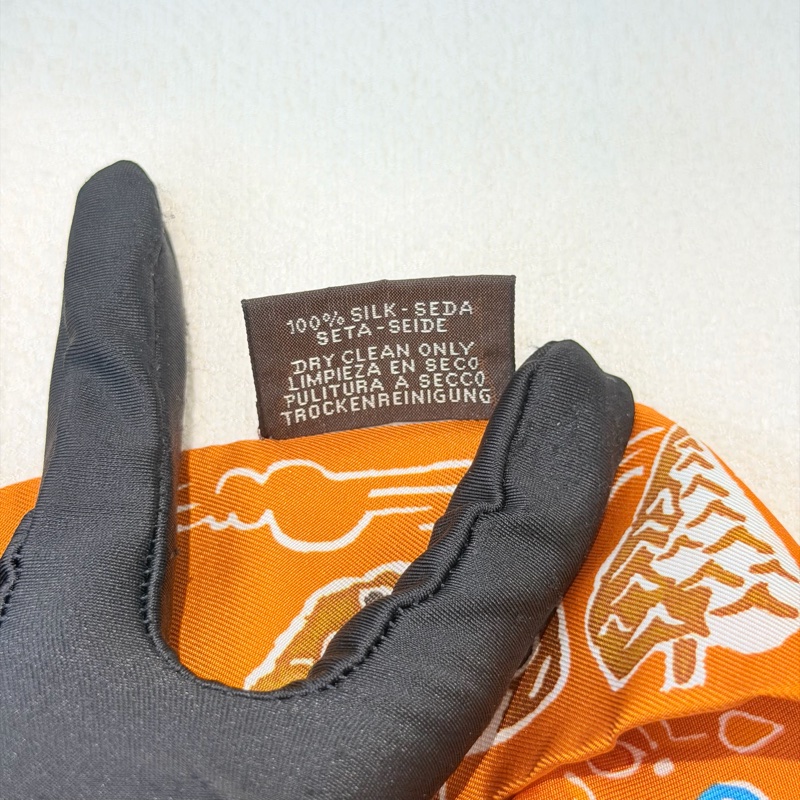 100% SILK - SEDA
SETA - SEIDE
DRY CLEAN ONLY
LIMPIEZA EN SECO
PULITURA A SECCO
TROCKENREINIGUNG